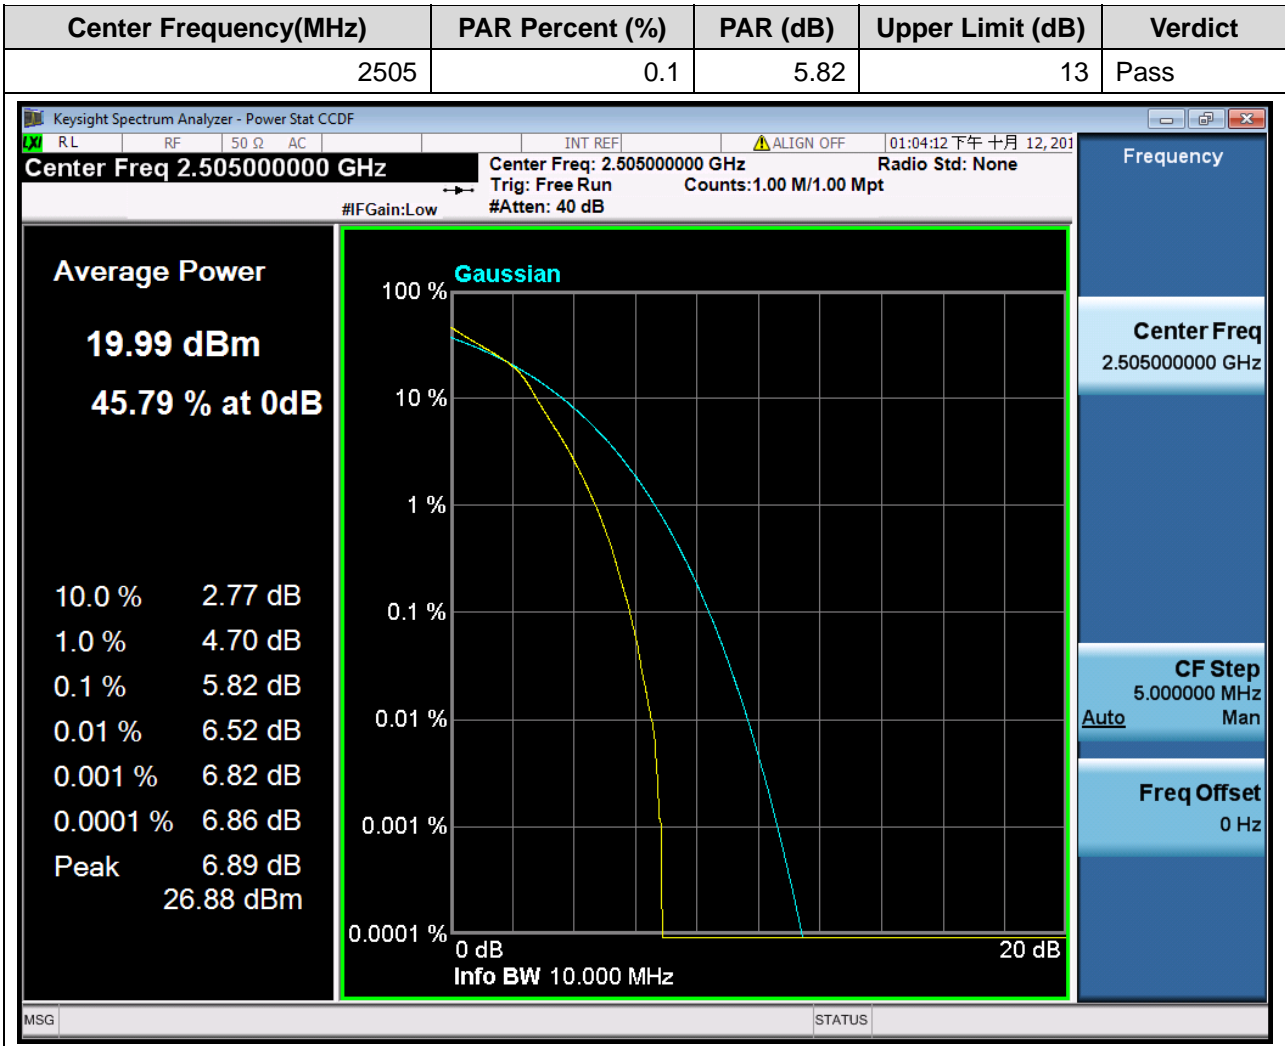 Center Frequency(MHz) PAR Percent (%) PAR (dB) Upper Limit (dB) Verdict
2505 0.1 5.82 13 Pass
Keysight Spectrum Analyzer - Power Stat CCDF
LXI RL RF 50 Ω AC INT REF ALIGN OFF 01:04:12 下午 十月 12, 201
Center Freq 2.505000000 GHz
Center Freq: 2.505000000 GHz Radio Std: None
Trig: Free Run Counts:1.00 M/1.00 Mpt
#IFGain:Low #Atten: 40 dB
Average Power
19.99 dBm
45.79 % at 0dB
10.0 % 2.77 dB
1.0 % 4.70 dB
0.1 % 5.82 dB
0.01 % 6.52 dB
0.001 % 6.82 dB
0.0001 % 6.86 dB
Peak 6.89 dB
26.88 dBm
Gaussian
100 %
10 %
1 %
0.1 %
0.01 %
0.001 %
0.0001 %
0 dB 20 dB
Info BW 10.000 MHz
Frequency
Center Freq
2.505000000 GHz
CF Step
5.000000 MHz
Auto Man
Freq Offset
0 Hz
MSG STATUS